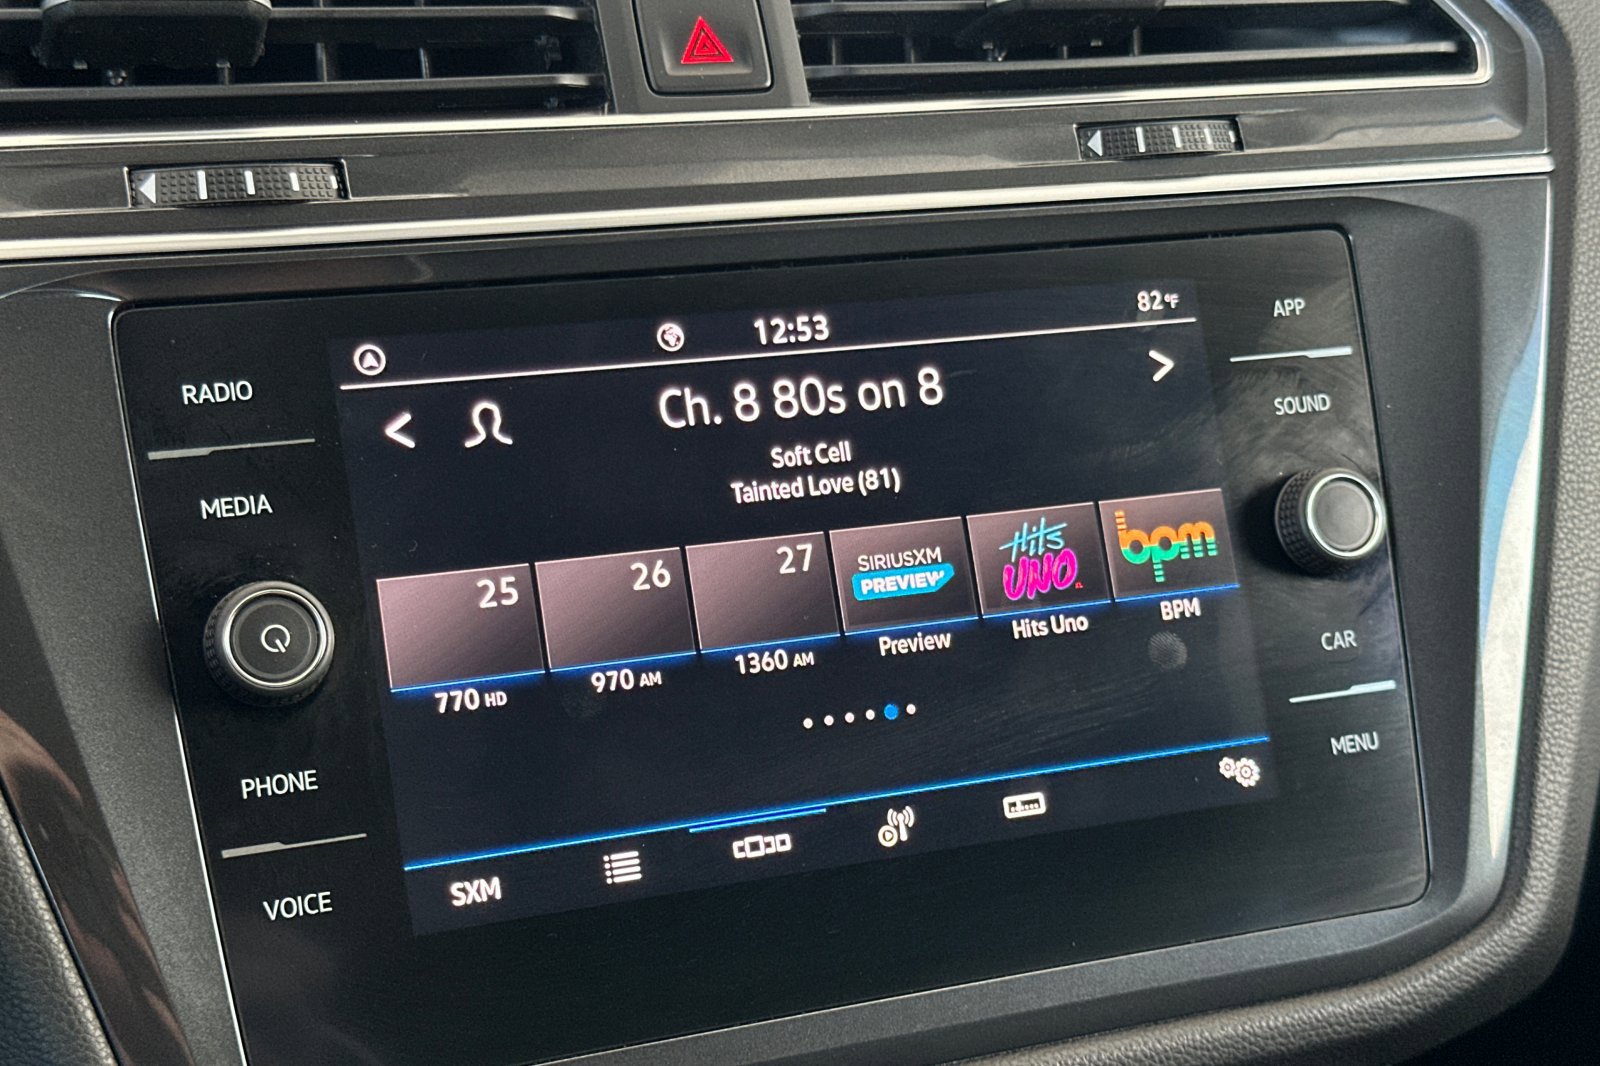 12:53
82°F
RADIO
MEDIA
PHONE
VOICE
APP
SOUND
CAR
MENU
Ch. 8 80s on 8
Soft Cell
Tainted Love (81)
25
770 HD
26
970 AM
27
1360 AM
SIRIUSXM
PREVIEW
Preview
Hits
UNO
Hits Uno
bpm
BPM
SXM